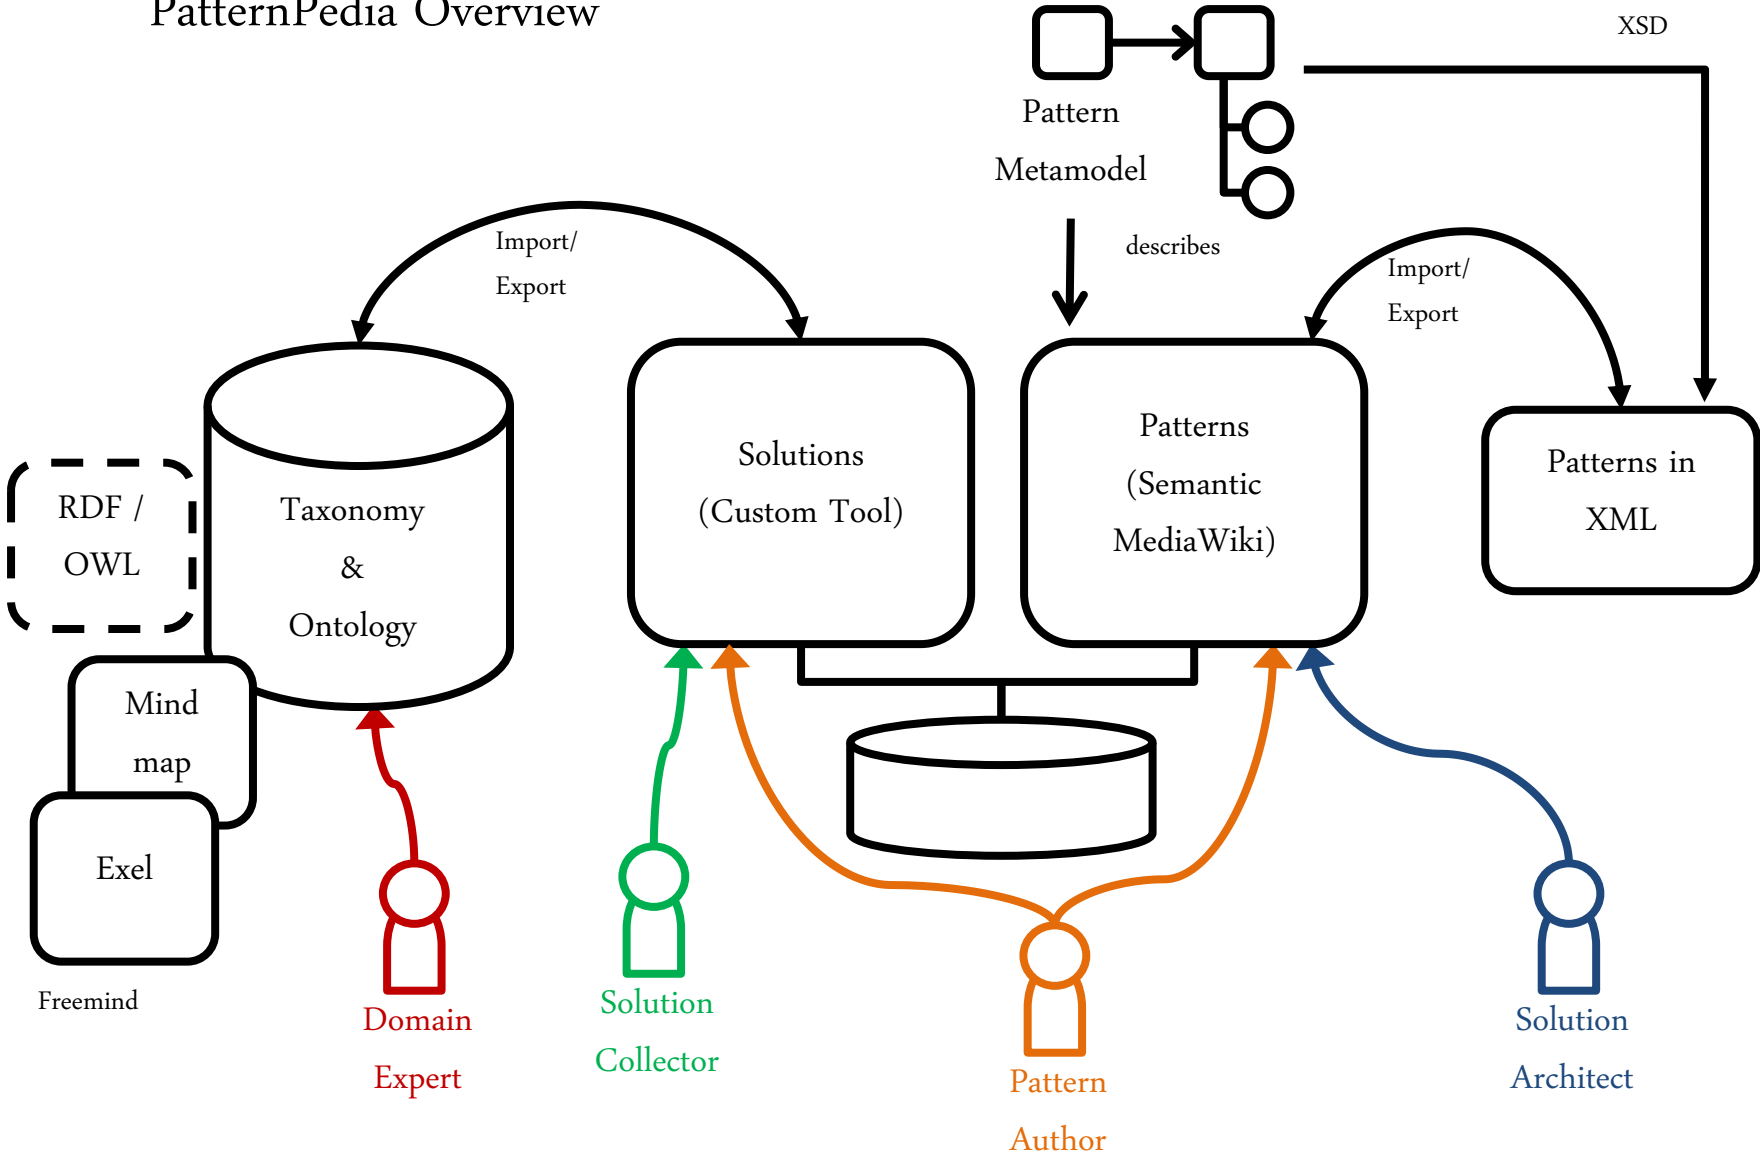 PatternPedia Overview
XSD
Pattern
Metamodel
describes
Import/
Export
Import/
Export
Taxonomy
&
Ontology
Solutions
(Custom Tool)
Patterns
(Semantic
MediaWiki)
Patterns in
XML
RDF /
OWL
Mind
map
Exel
Freemind
Domain
Expert
Solution
Collector
Pattern
Author
Solution
Architect